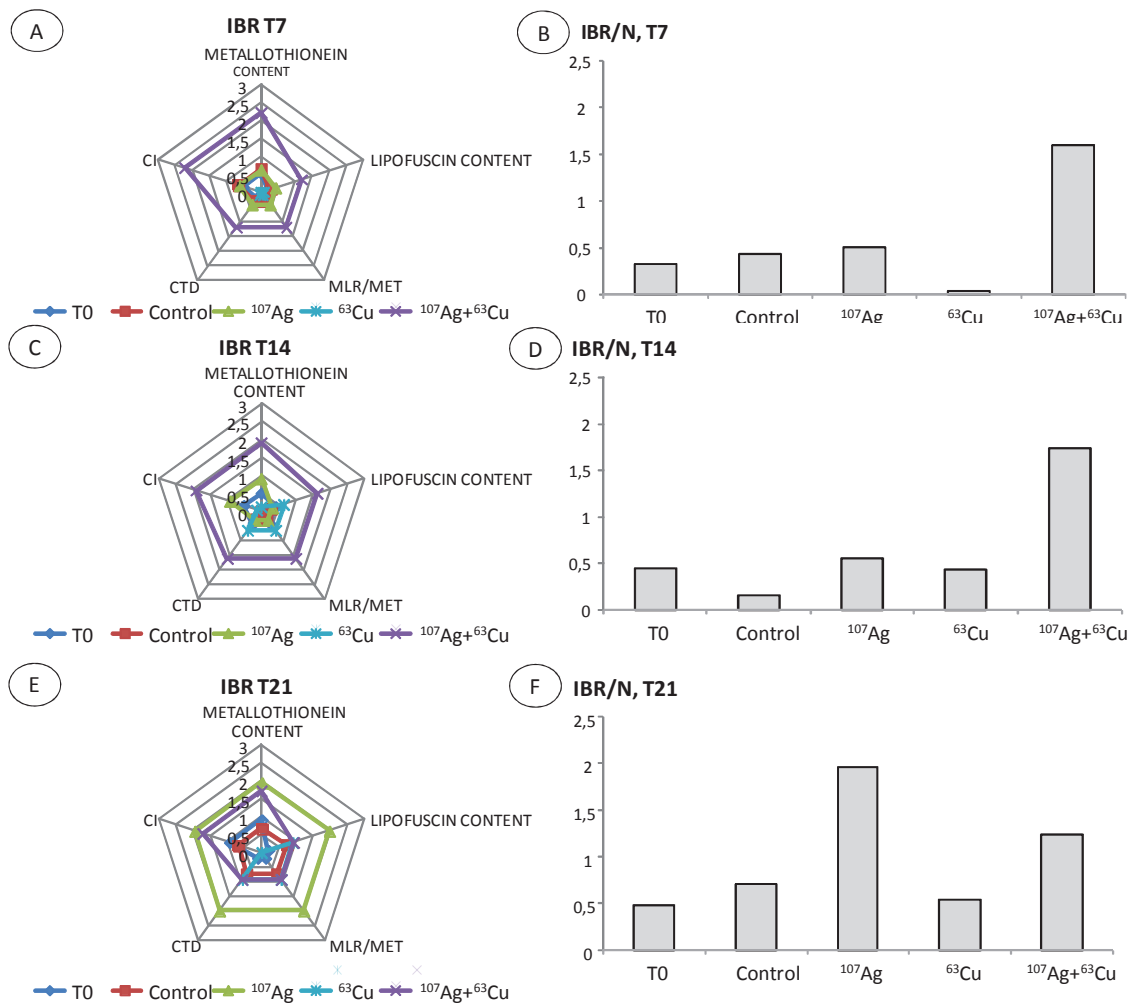 A
IBR T7
METALLOTHIONEIN
CONTENT
3
2,5
2
1,5
1
0,5
0
CI
LIPOFUSCIN CONTENT
CTD
MLR/MET
T0 Control ¹⁰⁷Ag ⁶³Cu ¹⁰⁷Ag+⁶³Cu
B
IBR/N, T7
2,5
2
1,5
1
0,5
0
T0 Control ¹⁰⁷Ag ⁶³Cu ¹⁰⁷Ag+⁶³Cu
C
IBR T14
METALLOTHIONEIN
CONTENT
3
2,5
2
1,5
1
0,5
0
CI
LIPOFUSCIN CONTENT
CTD
MLR/MET
T0 Control ¹⁰⁷Ag ⁶³Cu ¹⁰⁷Ag+⁶³Cu
D
IBR/N, T14
2,5
2
1,5
1
0,5
0
T0 Control ¹⁰⁷Ag ⁶³Cu ¹⁰⁷Ag+⁶³Cu
E
IBR T21
METALLOTHIONEIN
CONTENT
3
2,5
2
1,5
1
0,5
0
CI
LIPOFUSCIN CONTENT
CTD
MLR/MET
T0 Control ¹⁰⁷Ag ⁶³Cu ¹⁰⁷Ag+⁶³Cu
F
IBR/N, T21
2,5
2
1,5
1
0,5
0
T0 Control ¹⁰⁷Ag ⁶³Cu ¹⁰⁷Ag+⁶³Cu